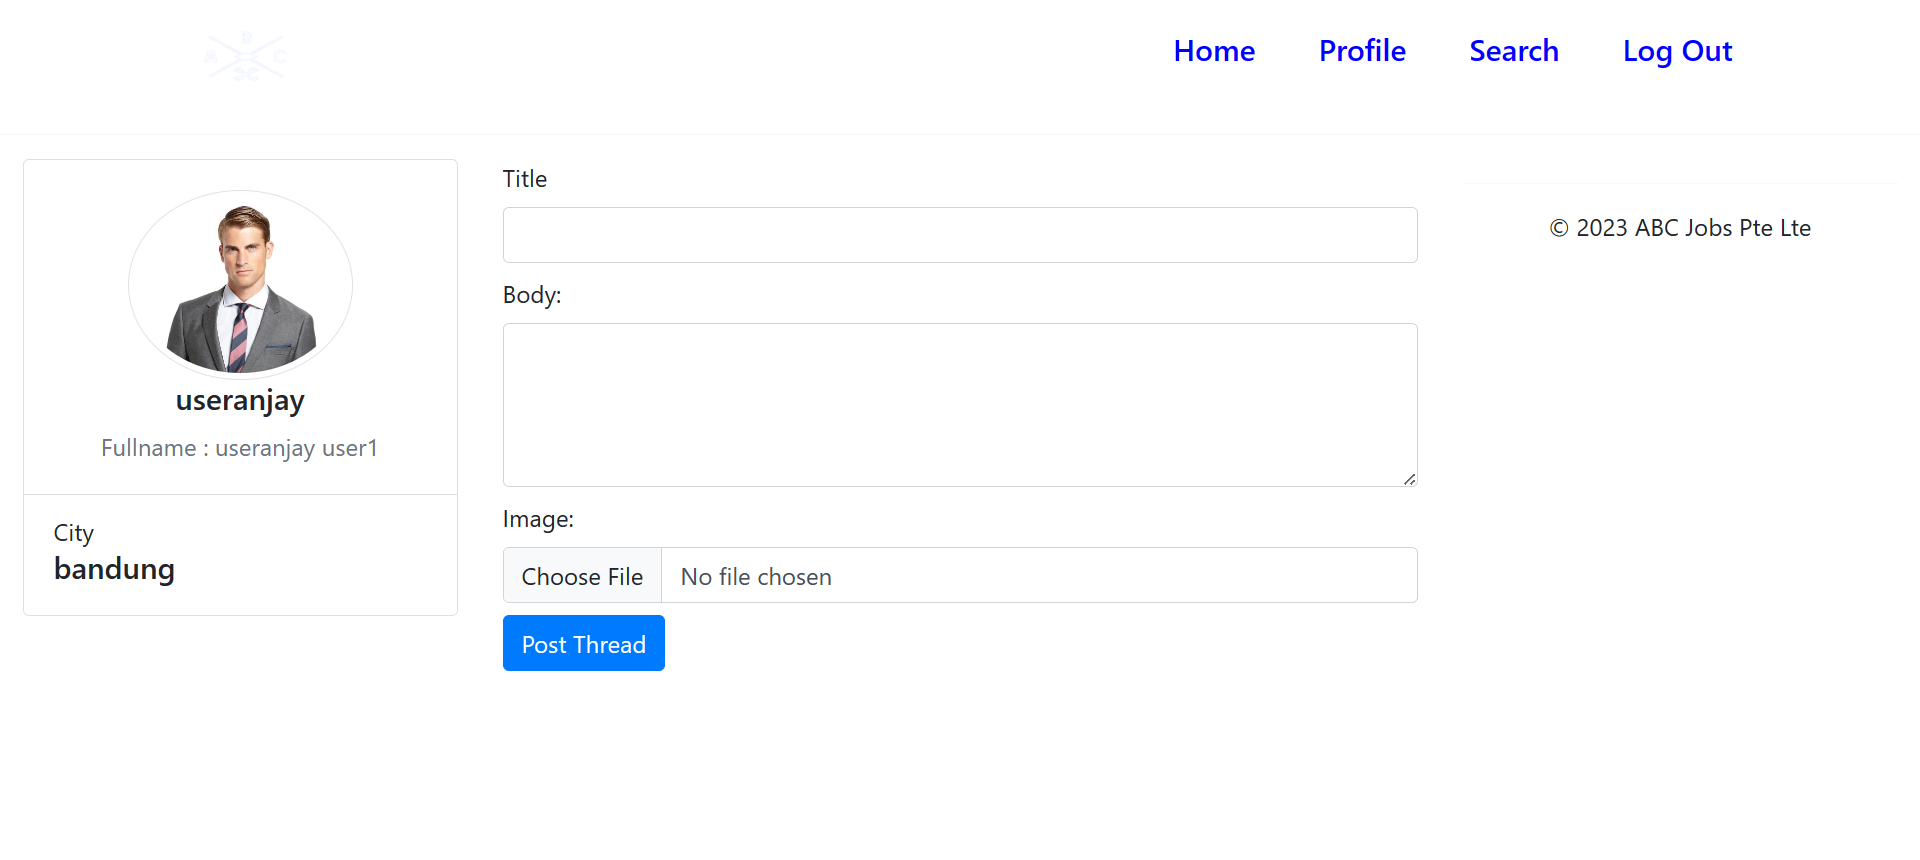 B
A C
Home Profile Search Log Out
useranjay
Fullname : useranjay user1
City
bandung
Title
Body:
Image:
Choose File No file chosen
Post Thread
© 2023 ABC Jobs Pte Lte